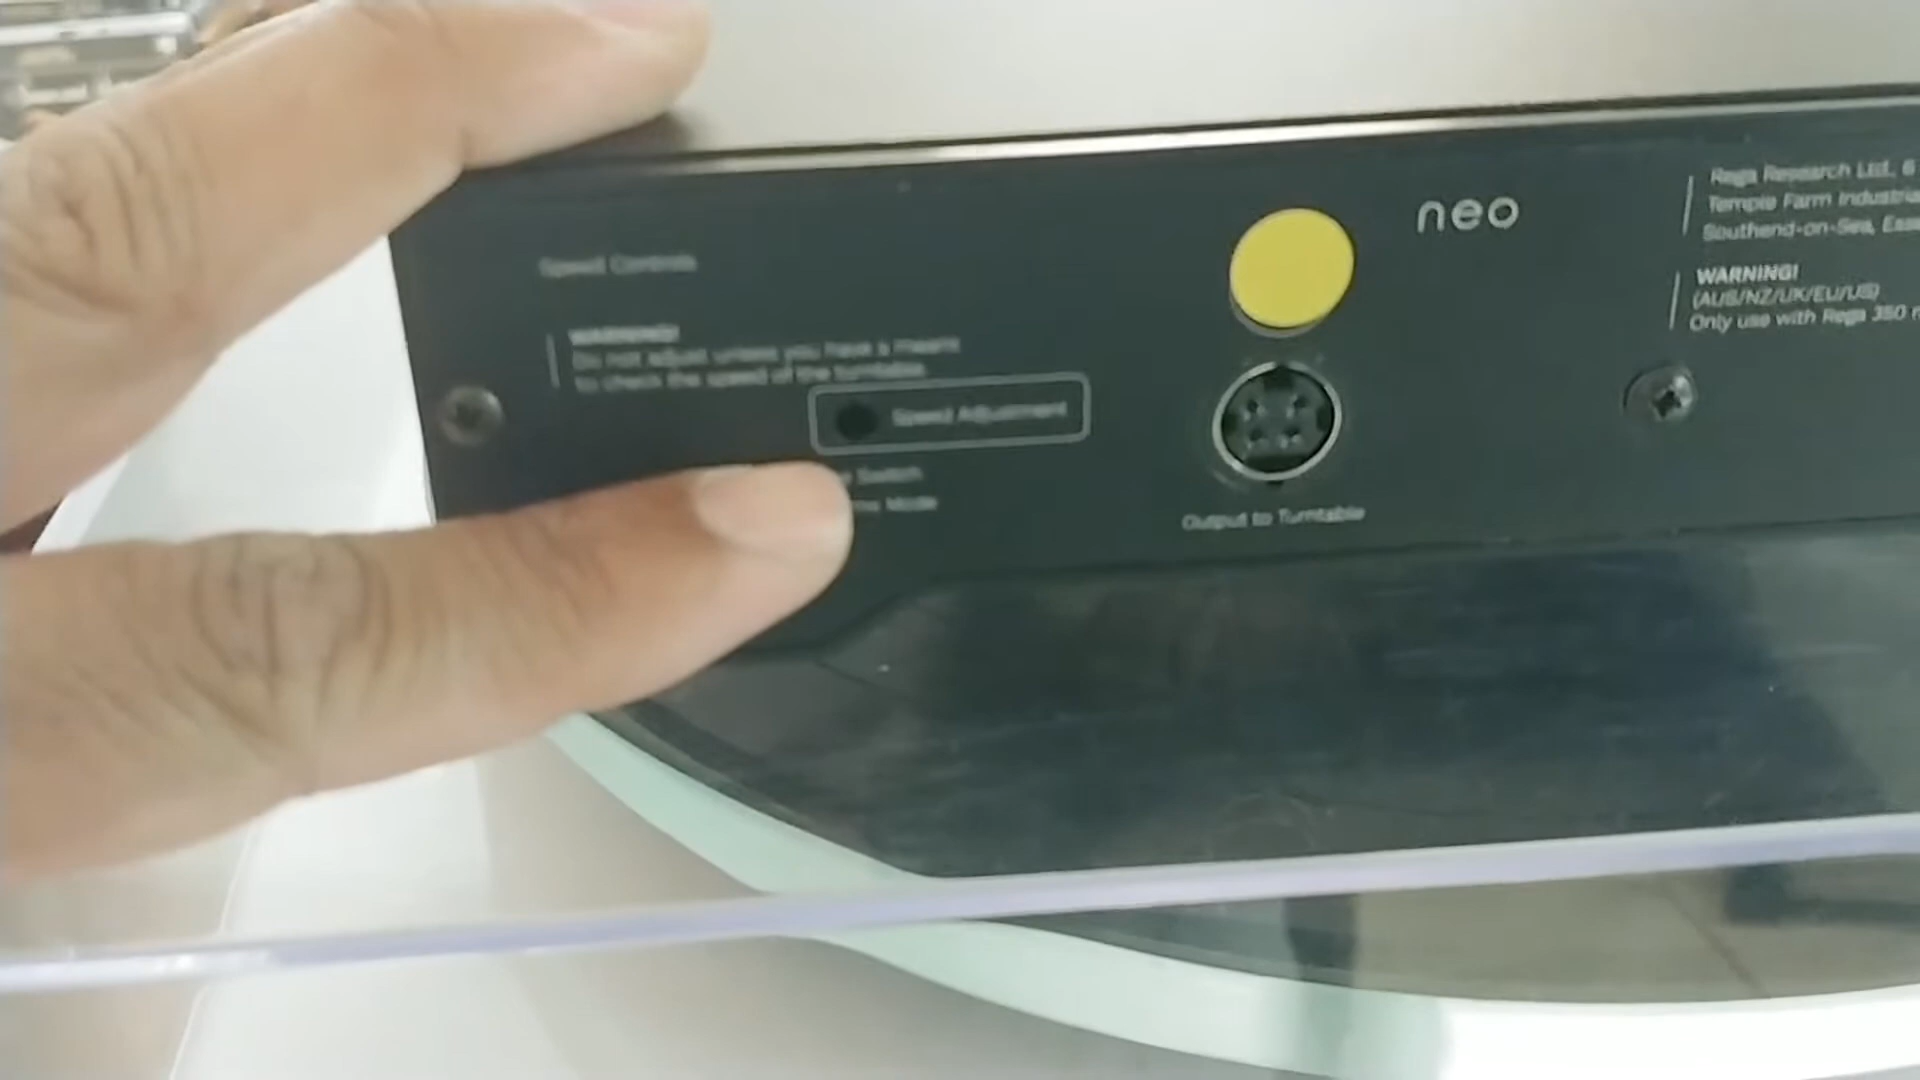 Speed Controls
WARNING!
Do not adjust unless you have a means
to check the speed of the turntable
Speed Adjustment
Switch
Mode
neo
Output to Turntable
Rega Research Ltd, 6
Temple Farm Industrial
Southend-on-Sea, Esse
WARNING!
(AUS/NZ/UK/EU/US)
Only use with Rega 350